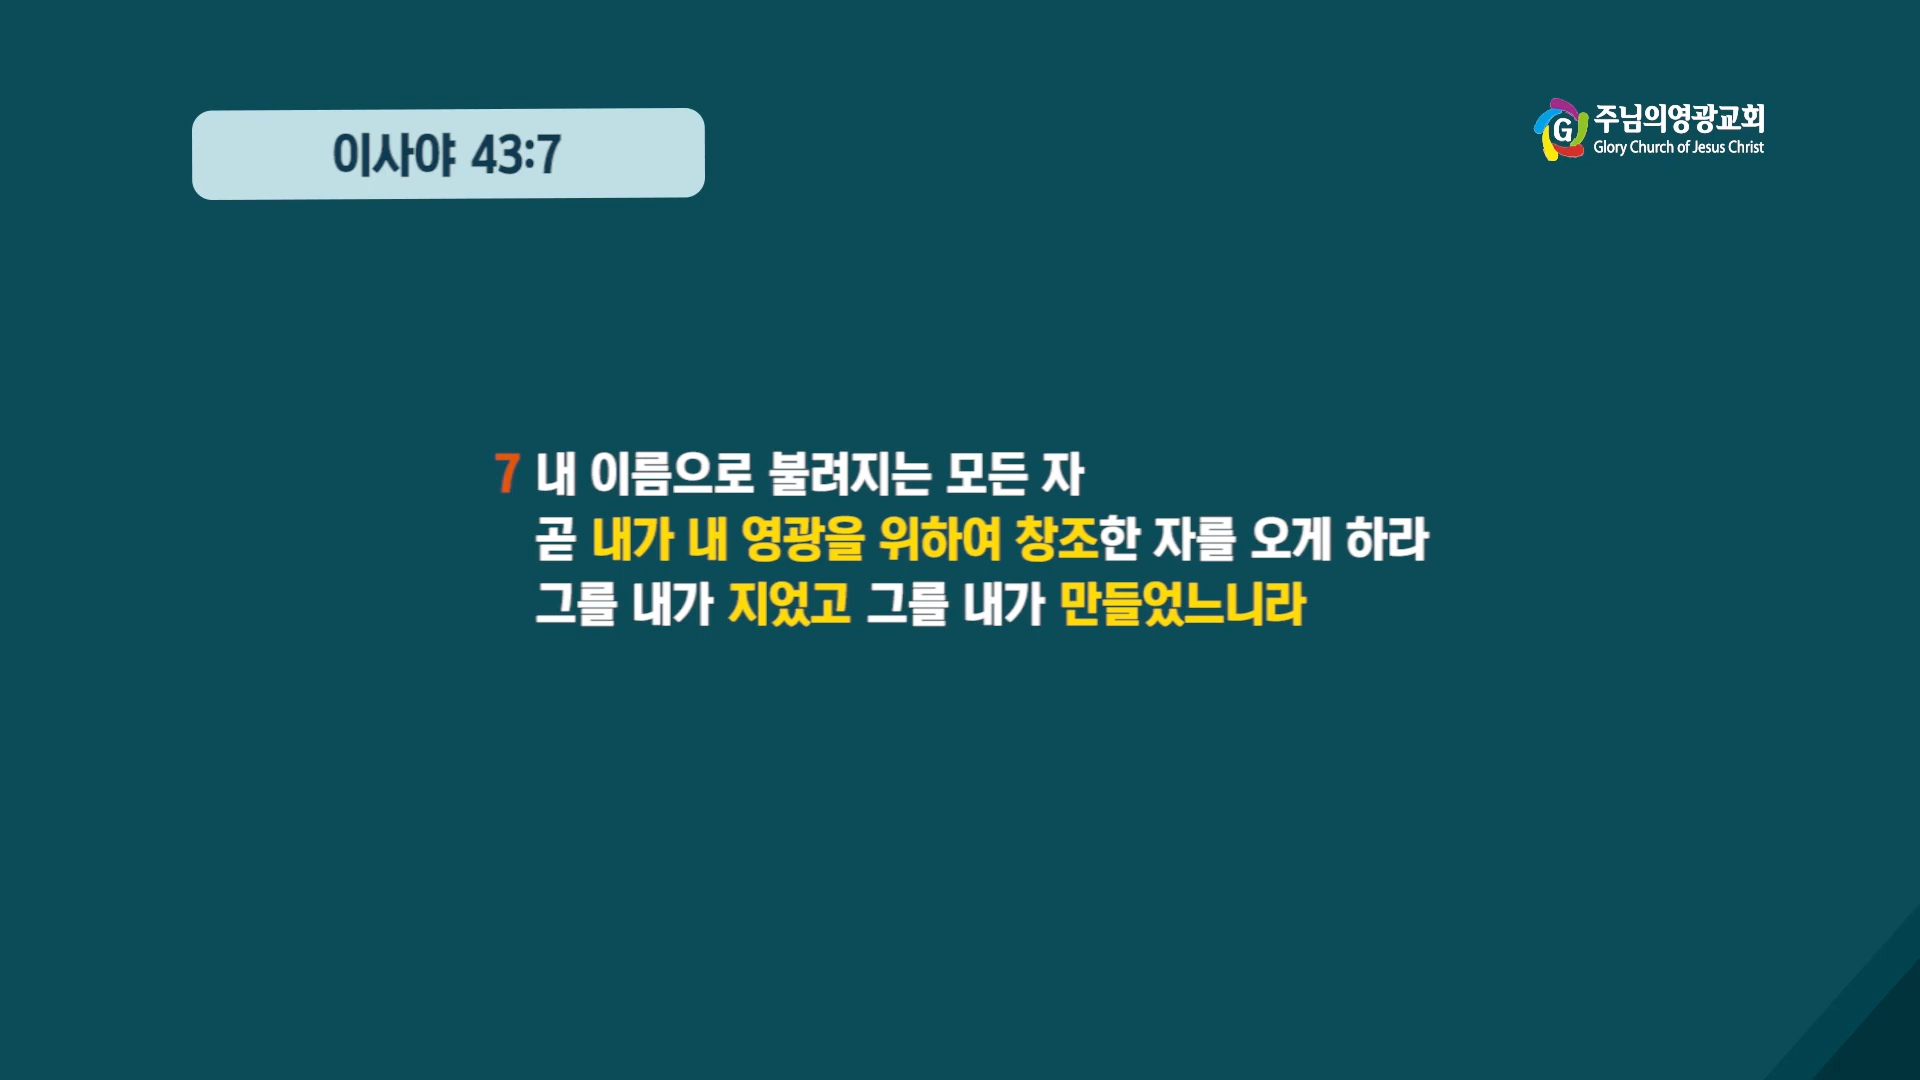 이사야 43:7
G 주님의영광교회
Glory Church of Jesus Christ
7 내 이름으로 불려지는 모든 자
곧 내가 내 영광을 위하여 창조한 자를 오게 하라
그를 내가 지었고 그를 내가 만들었느니라